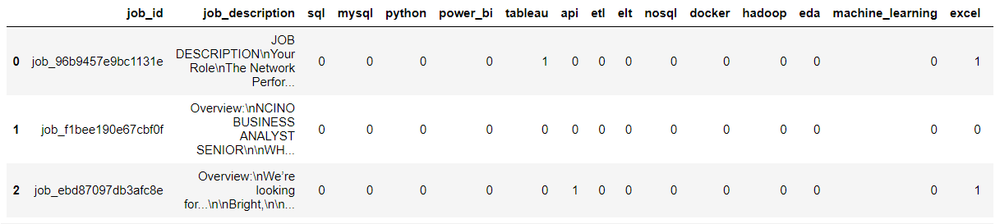 job_id job_description sql mysql python power_bi tableau api etl elt nosql docker hadoop eda machine_learning excel
JOB
DESCRIPTION\nYour
0 job_96b9457e9bc1131e Role\nThe Network 0 0 0 0 1 0 0 0 0 0 0 0 0 1
Perfor...
Overview:\nNCINO
BUSINESS
1 job_f1bee190e67cbf0f ANALYST 0 0 0 0 0 0 0 0 0 0 0 0 0 0
SENIOR\n\nWH...
Overview:\nWe’re
2 job_ebd87097db3afc8e looking 0 0 0 0 0 1 0 0 0 0 0 0 0 1
for...\n\nBright,\n\n...